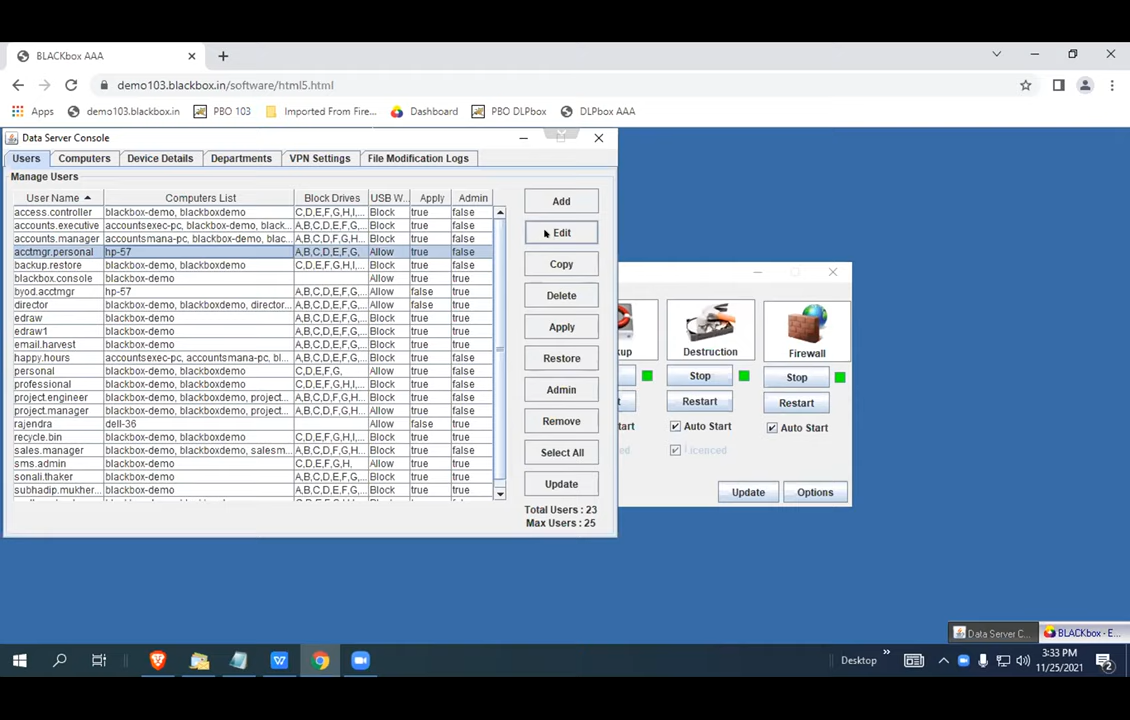 BLACKbox AAA
demo103.blackbox.in/software/html5.html
Apps demo103.blackbox.in PBO 103 Imported From Fire... Dashboard PBO DLPbox DLPbox AAA
Data Server Console
Users Computers Device Details Departments VPN Settings File Modification Logs
Manage Users
User Name Computers List Block Drives USB W... Apply Admin
access.controller blackbox-demo, blackboxdemo C,D,E,F,G,H,I,... Block true false
accounts.executive accountsexec-pc, blackbox-demo, black... A,B,C,D,E,F,G,... Block true false
accounts.manager accountsmana-pc, blackbox-demo, blac... A,B,C,D,F,G,H... Block true false
acctmgr.personal hp-57 A,B,C,D,E,F,G, Allow true false
backup.restore blackbox-demo, blackboxdemo C,D,E,F,G,H,I,... Block true false
blackbox.console blackbox-demo Allow true true
byod.acctmgr hp-57 A,B,C,D,E,F,G,... Allow false false
director blackbox-demo, blackboxdemo, director... A,B,C,D,E,F,G,... Allow false false
edraw blackbox-demo A,B,C,D,E,F,G,... Block true true
edraw1 blackbox-demo A,B,C,D,E,F,G,... Block true true
email.harvest blackbox-demo A,B,C,D,E,F,G,... Block true true
happy.hours accountsexec-pc, accountsmana-pc, bl... A,B,C,D,E,F,G,... Block true false
personal blackbox-demo, blackboxdemo C,D,E,F,G, Allow true true
professional blackbox-demo, blackboxdemo C,D,E,F,G,H,I,... Block true true
project.engineer blackbox-demo, blackboxdemo, project... A,B,C,D,F,G,H... Block true false
project.manager blackbox-demo, blackboxdemo, project... A,B,C,D,F,G,H... Allow true false
rajendra dell-36 Allow false true
recycle.bin blackbox-demo, blackboxdemo C,D,E,F,G,H,I,... Block true true
sales.manager blackbox-demo, blackboxdemo, salesm... A,B,C,D,F,G,H... Block true false
sms.admin blackbox-demo C,D,E,F,G,H, Allow true true
sonali.thaker blackbox-demo, blackboxdemo A,B,C,D,E,F,G,... Block true true
subhadip.mukher... blackbox-demo, blackboxdemo A,B,C,D,E,F,G,... Block true true
Add
Edit
Copy
Delete
Apply
Restore
Admin
Remove
Select All
Update
Total Users : 23
Max Users : 25
Destruction Firewall
Stop Stop
Restart Restart
Auto Start Auto Start
Update Options
Data Server C... BLACKbox - E...
Desktop
3:33 PM
11/25/2021
2